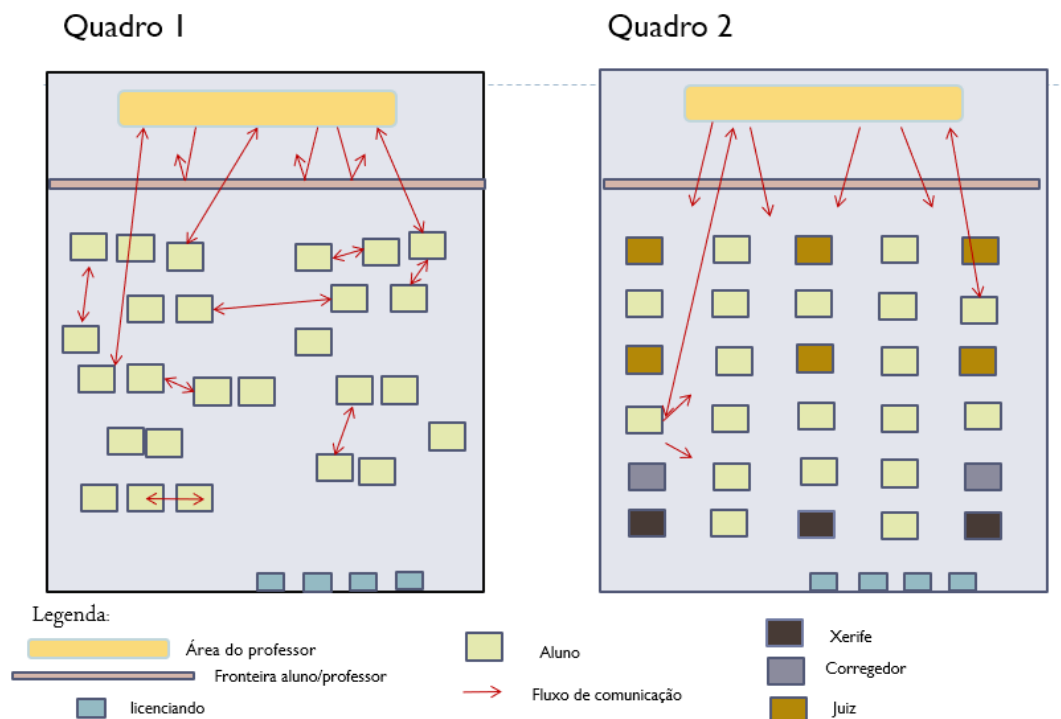 Quadro 1
Quadro 2
Legenda:
Área do professor
Fronteira aluno/professor
licenciando
Aluno
Fluxo de comunicação
Xerife
Corregedor
Juiz